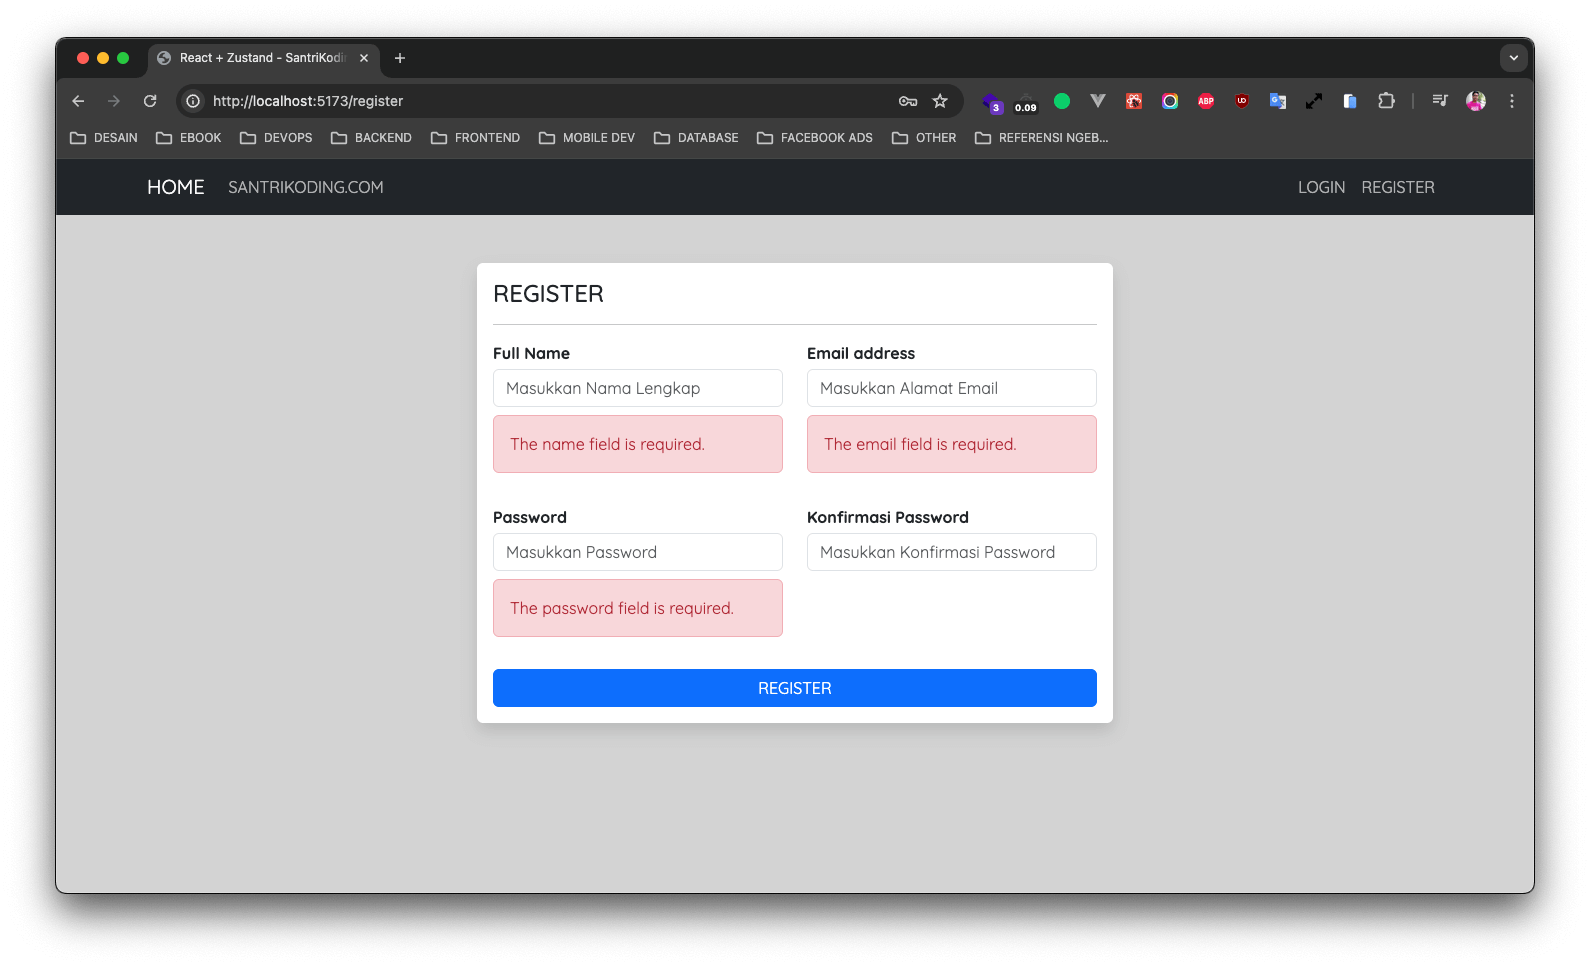 React + Zustand - SantriKodi
http://localhost:5173/register
3
0.09
ABP
DESAIN EBOOK DEVOPS BACKEND FRONTEND MOBILE DEV DATABASE FACEBOOK ADS OTHER REFERENSI NGEB...
HOME SANTRIKODING.COM LOGIN REGISTER
REGISTER
Full Name Email address
Masukkan Nama Lengkap Masukkan Alamat Email
The name field is required. The email field is required.
Password Konfirmasi Password
Masukkan Password Masukkan Konfirmasi Password
The password field is required.
REGISTER